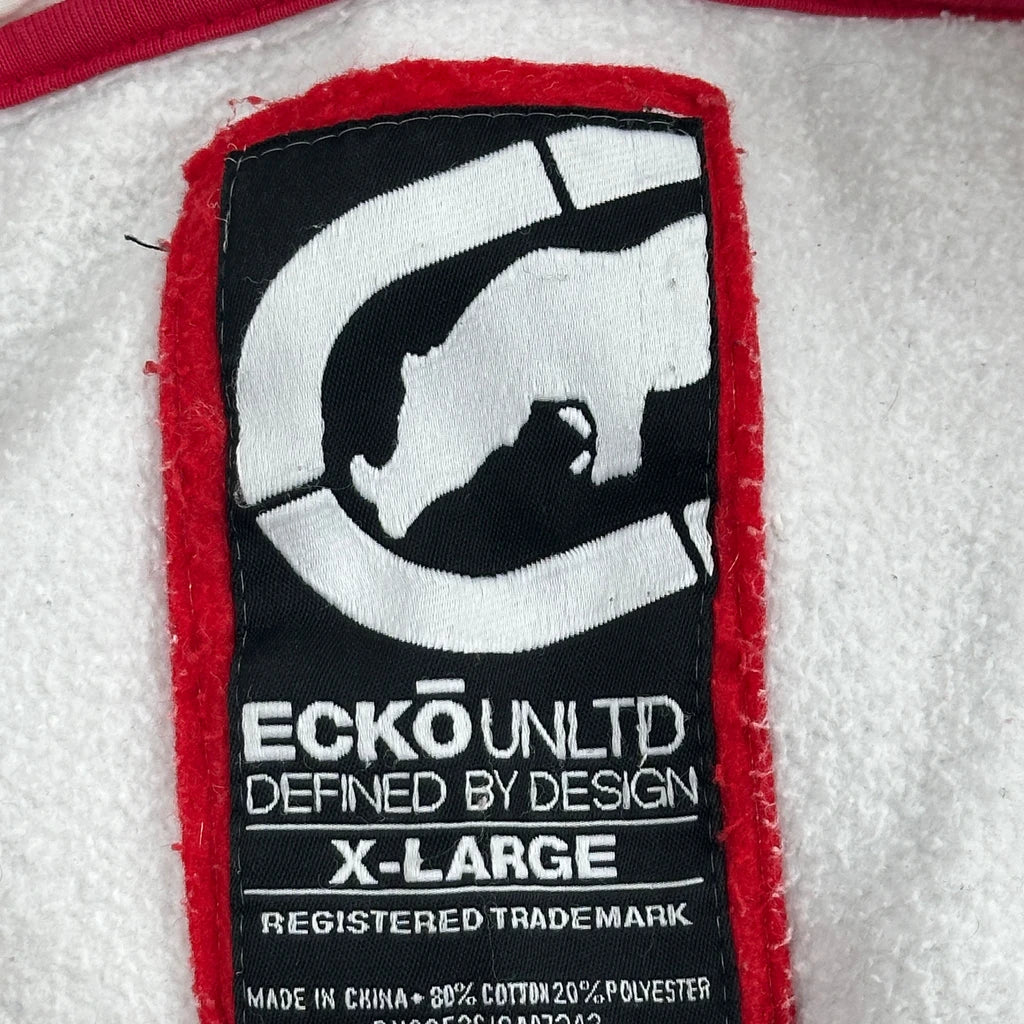 ECKŌ UNLTD
DEFINED BY DESIGN
X-LARGE
REGISTERED TRADEMARK
MADE IN CHINA • 80% COTTON 20% POLYESTER